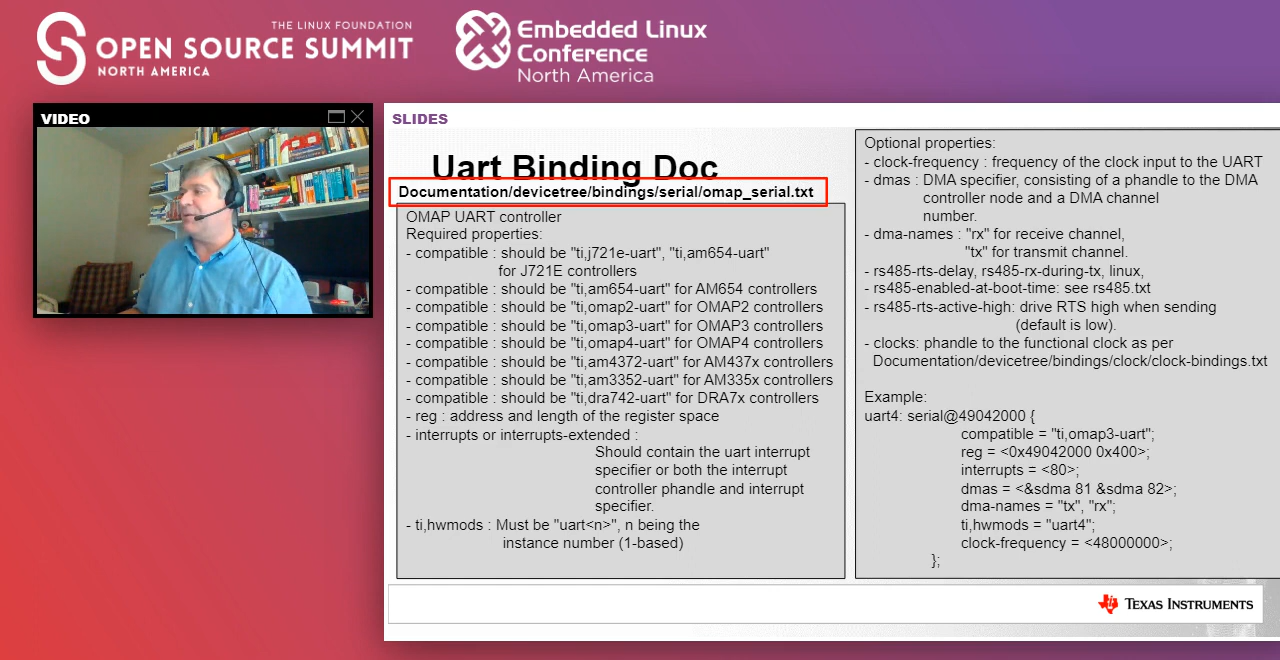 THE LINUX FOUNDATION
OPEN SOURCE SUMMIT
NORTH AMERICA
Embedded Linux
Conference
North America
VIDEO
SLIDES
Uart Binding Doc
Documentation/devicetree/bindings/serial/omap_serial.txt
OMAP UART controller
Required properties:
- compatible : should be "ti,j721e-uart", "ti,am654-uart"
for J721E controllers
- compatible : should be "ti,am654-uart" for AM654 controllers
- compatible : should be "ti,omap2-uart" for OMAP2 controllers
- compatible : should be "ti,omap3-uart" for OMAP3 controllers
- compatible : should be "ti,omap4-uart" for OMAP4 controllers
- compatible : should be "ti,am4372-uart" for AM437x controllers
- compatible : should be "ti,am3352-uart" for AM335x controllers
- compatible : should be "ti,dra742-uart" for DRA7x controllers
- reg : address and length of the register space
- interrupts or interrupts-extended :
Should contain the uart interrupt
specifier or both the interrupt
controller phandle and interrupt
specifier.
- ti,hwmods : Must be "uart<n>", n being the
instance number (1-based)
Optional properties:
- clock-frequency : frequency of the clock input to the UART
- dmas : DMA specifier, consisting of a phandle to the DMA
controller node and a DMA channel
number.
- dma-names : "rx" for receive channel,
"tx" for transmit channel.
- rs485-rts-delay, rs485-rx-during-tx, linux,
- rs485-enabled-at-boot-time: see rs485.txt
- rs485-rts-active-high: drive RTS high when sending
(default is low).
- clocks: phandle to the functional clock as per
Documentation/devicetree/bindings/clock/clock-bindings.txt
Example:
uart4: serial@49042000 {
compatible = "ti,omap3-uart";
reg = <0x49042000 0x400>;
interrupts = <80>;
dmas = <&sdma 81 &sdma 82>;
dma-names = "tx", "rx";
ti,hwmods = "uart4";
clock-frequency = <48000000>;
};
TEXAS INSTRUMENTS